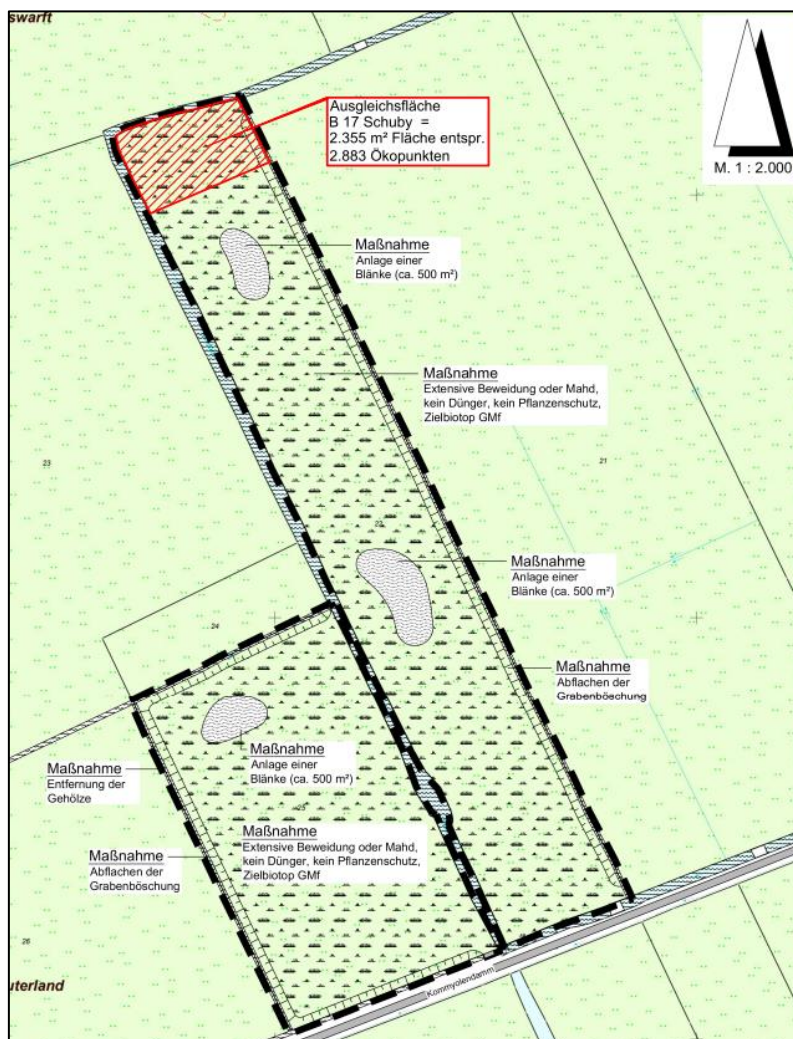 swarft
Ausgleichsfläche
B 17 Schuby =
2.355 m² Fläche entspr.
2.883 Ökopunkten
M. 1 : 2.000
Maßnahme
Anlage einer
Blänke (ca. 500 m²)
Maßnahme
Extensive Beweidung oder Mahd,
kein Dünger, kein Pflanzenschutz,
Zielbiotop GMf
23
21
22
Maßnahme
Anlage einer
Blänke (ca. 500 m²)
24
Maßnahme
Abflachen der
Grabenböschung
Maßnahme
Anlage einer
Blänke (ca. 500 m²)
Maßnahme
Entfernung der
Gehölze
25
Maßnahme
Extensive Beweidung oder Mahd,
kein Dünger, kein Pflanzenschutz,
Zielbiotop GMf
Maßnahme
Abflachen der
Grabenböschung
26
uterland
Kommyolendamm